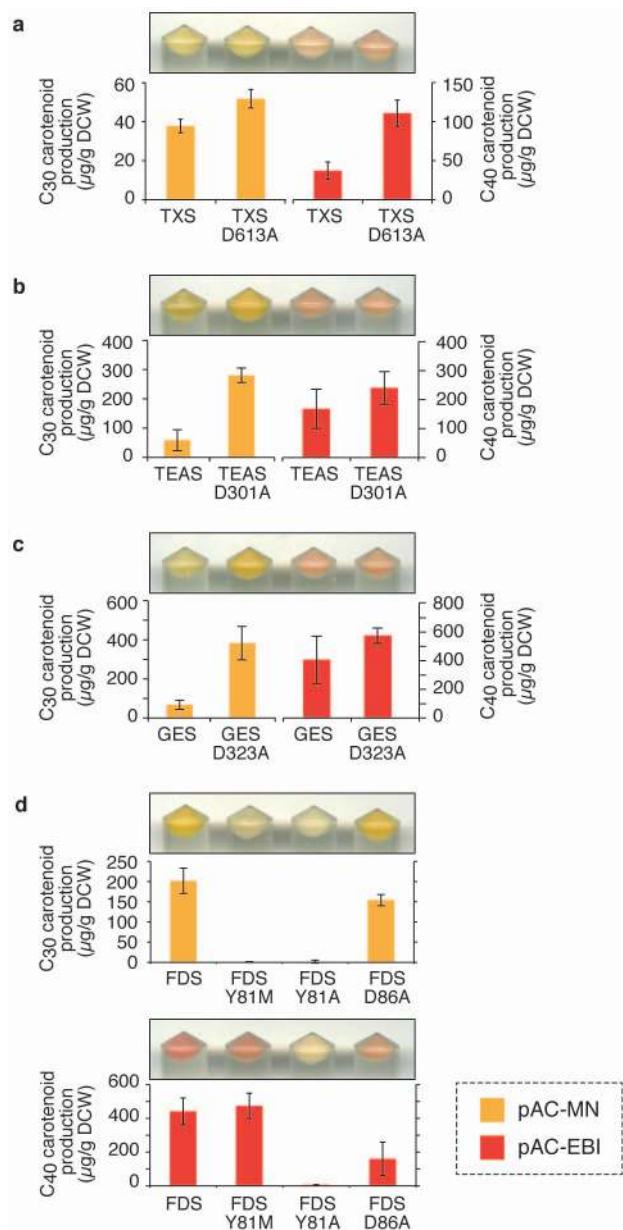 a
C30 carotenoid
production
(µg/g DCW)
60
40
20
0
150
100
50
0
C40 carotenoid
production
(µg/g DCW)
TXS
TXS
D613A
TXS
TXS
D613A
b
C30 carotenoid
production
(µg/g DCW)
400
300
200
100
0
400
300
200
100
0
C40 carotenoid
production
(µg/g DCW)
TEAS
TEAS
D301A
TEAS
TEAS
D301A
c
C30 carotenoid
production
(µg/g DCW)
600
400
200
0
800
600
400
200
0
C40 carotenoid
production
(µg/g DCW)
GES
GES
D323A
GES
GES
D323A
d
C30 carotenoid
production
(µg/g DCW)
250
200
150
100
50
0
FDS
FDS
Y81M
FDS
Y81A
FDS
D86A
C40 carotenoid
production
(µg/g DCW)
600
400
200
0
FDS
FDS
Y81M
FDS
Y81A
FDS
D86A
pAC-MN
pAC-EBI